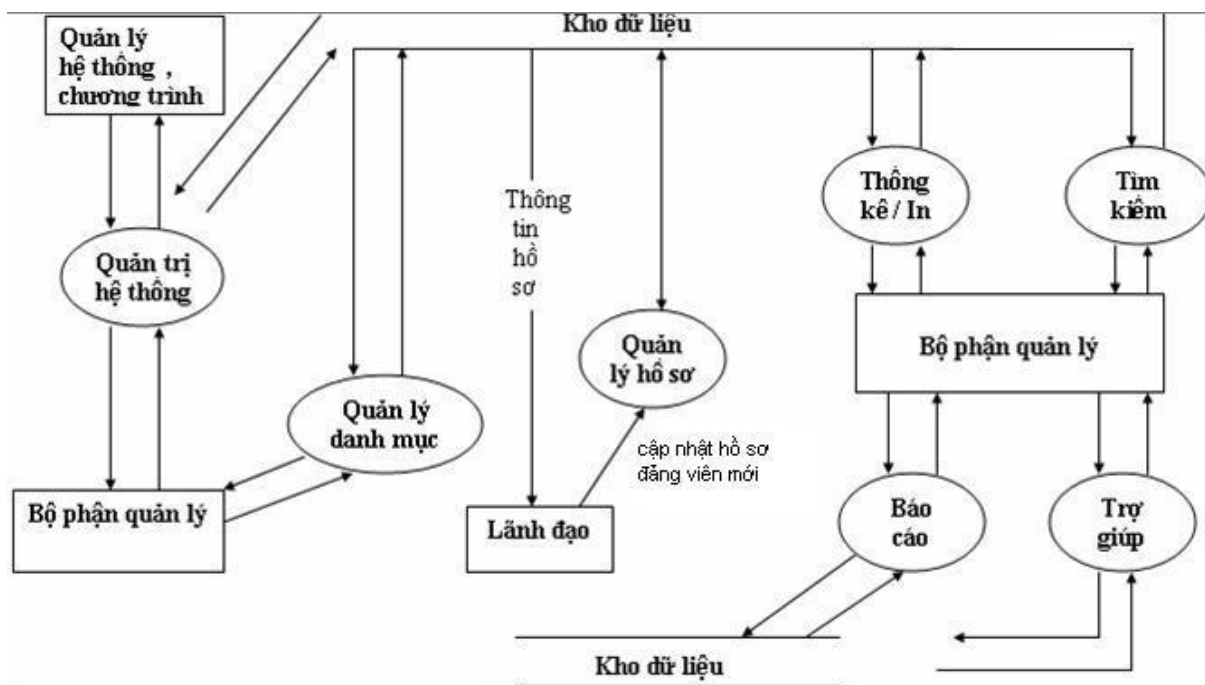 Kho dữ liệu
Quản lý
hệ thống ,
chương trình
Thống
kê / In
Tìm
kiếm
Thông
tin
hồ
sơ
Quản trị
hệ thống
Quản
lý hồ sơ
Bộ phận quản lý
Quản lý
danh mục
cập nhật hồ sơ
đảng viên mới
Bộ phận quản lý
Lãnh đạo
Báo
cáo
Trợ
giúp
Kho dữ liệu